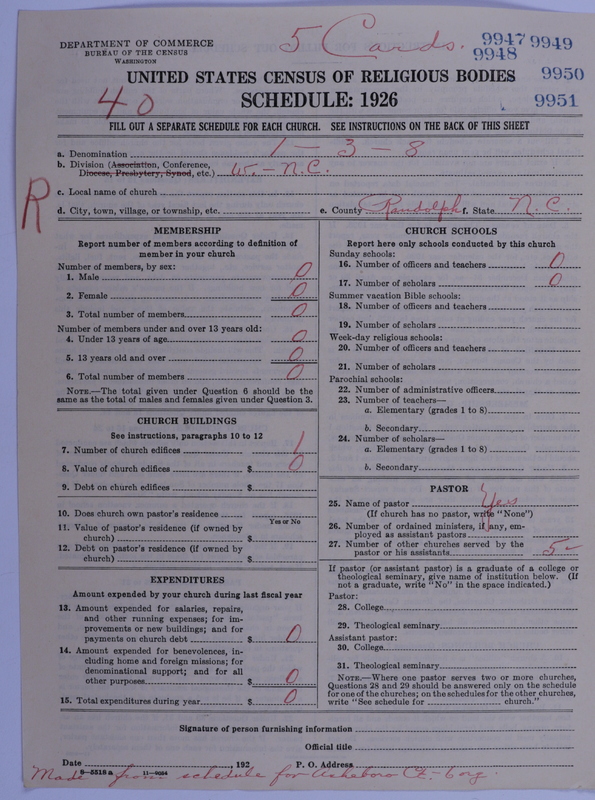 DEPARTMENT OF COMMERCE
BUREAU OF THE CENSUS
WASHINGTON
5 Cards.
9947 9949
9948
9950
9951
UNITED STATES CENSUS OF RELIGIOUS BODIES
SCHEDULE: 1926
40
FILL OUT A SEPARATE SCHEDULE FOR EACH CHURCH. SEE INSTRUCTIONS ON THE BACK OF THIS SHEET
a. Denomination 1 - 3 - 8
b. Division (Association, Conference,
Diocese, Presbytery, Synod, etc.) W. - N.C.
c. Local name of church
R
d. City, town, village, or township, etc. e. County Randolph f. State N.C.
MEMBERSHIP
Report number of members according to definition of
member in your church
Number of members, by sex:
1. Male 0
2. Female 0
3. Total number of members 0
Number of members under and over 13 years old:
4. Under 13 years of age 0
5. 13 years old and over 0
6. Total number of members 0
NOTE.—The total given under Question 6 should be the
same as the total of males and females given under Question 3.
CHURCH BUILDINGS
See instructions, paragraphs 10 to 12
7. Number of church edifices 1
8. Value of church edifices $ 0
9. Debt on church edifices $
10. Does church own pastor's residence
Yes or No
11. Value of pastor's residence (if owned by
church) $
12. Debt on pastor's residence (if owned by
church) $
EXPENDITURES
Amount expended by your church during last fiscal year
13. Amount expended for salaries, repairs,
and other running expenses; for im-
provements or new buildings; and for
payments on church debt $ 0
14. Amount expended for benevolences, in-
cluding home and foreign missions; for
denominational support; and for all
other purposes $ 0
15. Total expenditures during year $ 0
CHURCH SCHOOLS
Report here only schools conducted by this church
Sunday schools:
16. Number of officers and teachers 0
17. Number of scholars 0
Summer vacation Bible schools:
18. Number of officers and teachers
19. Number of scholars
Week-day religious schools:
20. Number of officers and teachers
21. Number of scholars
Parochial schools:
22. Number of administrative officers
23. Number of teachers—
a. Elementary (grades 1 to 8)
b. Secondary
24. Number of scholars—
a. Elementary (grades 1 to 8)
b. Secondary
PASTOR
25. Name of pastor Yes
(If church has no pastor, write "None")
26. Number of ordained ministers, if any, em-
ployed as assistant pastors
27. Number of other churches served by the
pastor or his assistants 5
If pastor (or assistant pastor) is a graduate of a college or
theological seminary, give name of institution below. (If
not a graduate, write "No" in the space indicated.)
Pastor:
28. College
29. Theological seminary
Assistant pastor:
30. College
31. Theological seminary
NOTE.—Where one pastor serves two or more churches,
Questions 28 and 29 should be answered only on the schedule
for one of the churches; on the schedules for the other churches,
write "See schedule for church."
Signature of person furnishing information
Official title
Date , 192 P. O. Address
8—5518 a 11—9054
Made from schedule for Asheboro Ct - 6 org.